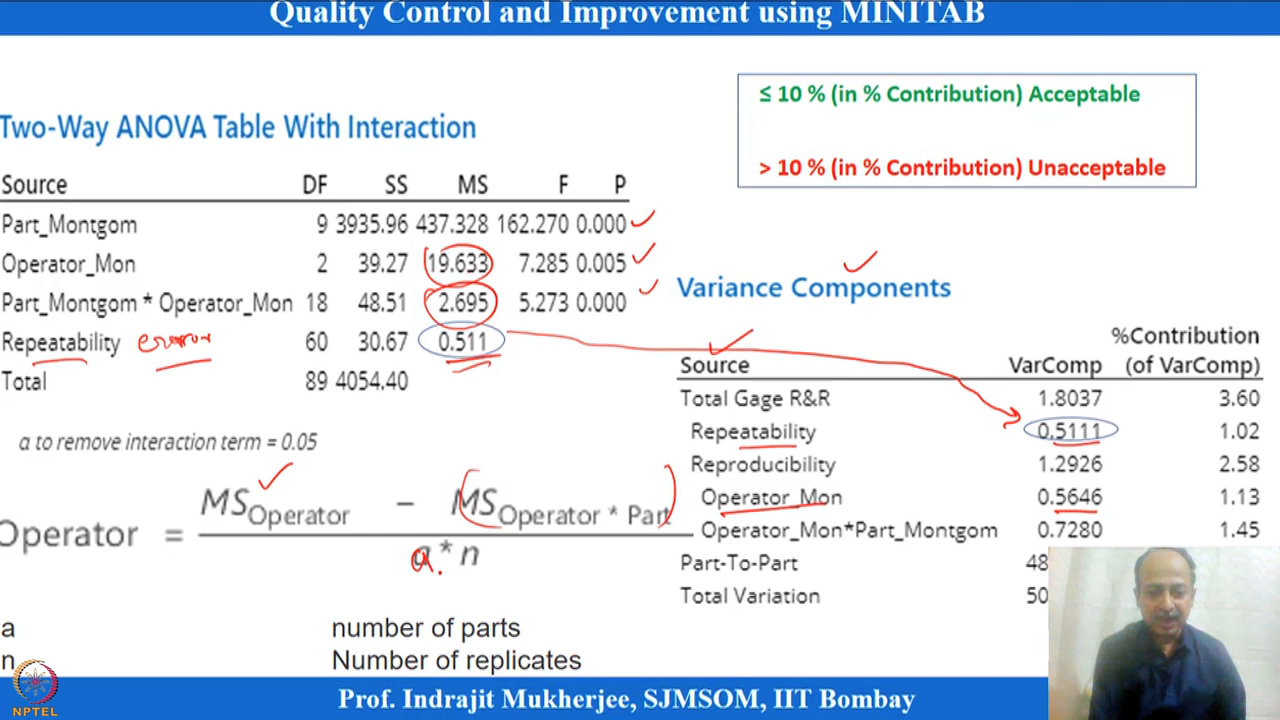 Quality Control and Improvement using MINITAB
≤ 10 % (in % Contribution) Acceptable
> 10 % (in % Contribution) Unacceptable
Two-Way ANOVA Table With Interaction
Source DF SS MS F P
Part_Montgom 9 3935.96 437.328 162.270 0.000
Operator_Mon 2 39.27 19.633 7.285 0.005
Part_Montgom * Operator_Mon 18 48.51 2.695 5.273 0.000
Repeatability error 60 30.67 0.511
Total 89 4054.40
α to remove interaction term = 0.05
Operator = MS Operator − MS Operator * Part
a * n
a number of parts
n Number of replicates
Variance Components
%Contribution
Source VarComp (of VarComp)
Total Gage R&R 1.8037 3.60
Repeatability 0.5111 1.02
Reproducibility 1.2926 2.58
Operator_Mon 0.5646 1.13
Operator_Mon*Part_Montgom 0.7280 1.45
Part-To-Part 48
Total Variation 50
NPTEL
Prof. Indrajit Mukherjee, SJMSOM, IIT Bombay